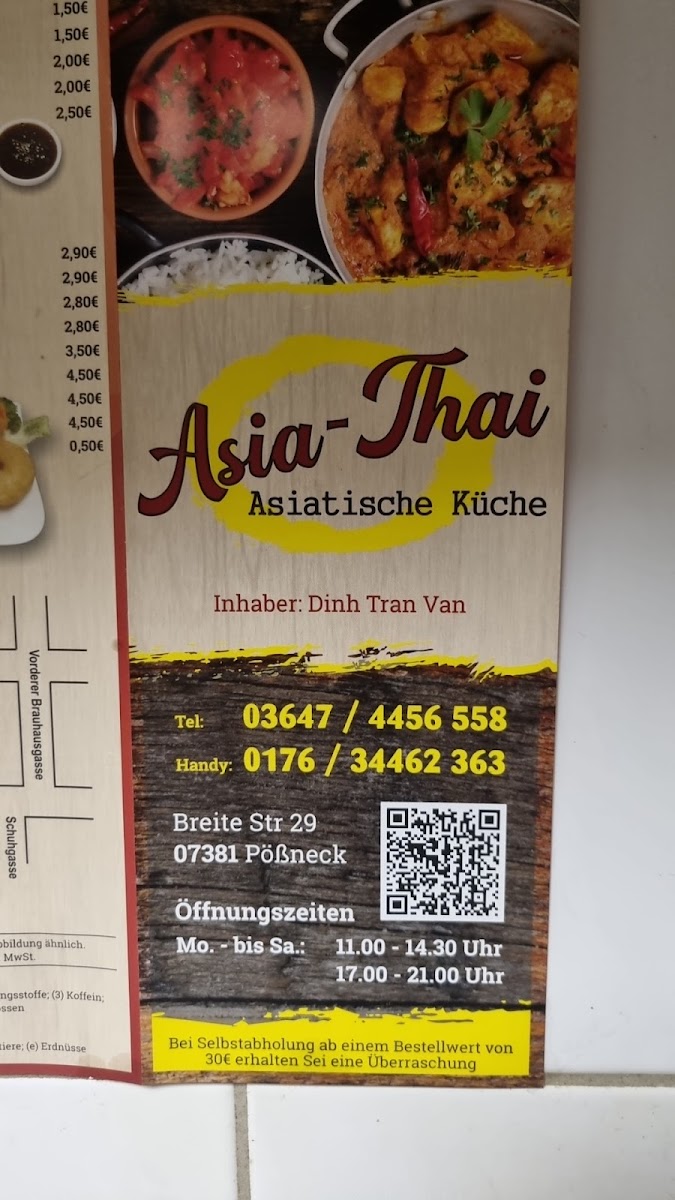 1,50€
1,50€
2,00€
2,00€
2,50€
2,90€
2,90€
2,80€
2,80€
3,50€
4,50€
4,50€
4,50€
0,50€
Vorderer Brauhausgasse
Schuhgasse
ähnlich.
MwSt.
(3) Koffein;
(e) Erdnüsse
Asia-Thai
Asiatische Küche
Inhaber: Dinh Tran Van
Tel: 03647 / 4456 558
Handy: 0176 / 34462 363
Breite Str 29
07381 Pößneck
Öffnungszeiten
Mo. - bis Sa.: 11.00 - 14.30 Uhr
17.00 - 21.00 Uhr
Bei Selbstabholung ab einem Bestellwert von
30€ erhalten Sei eine Überraschung